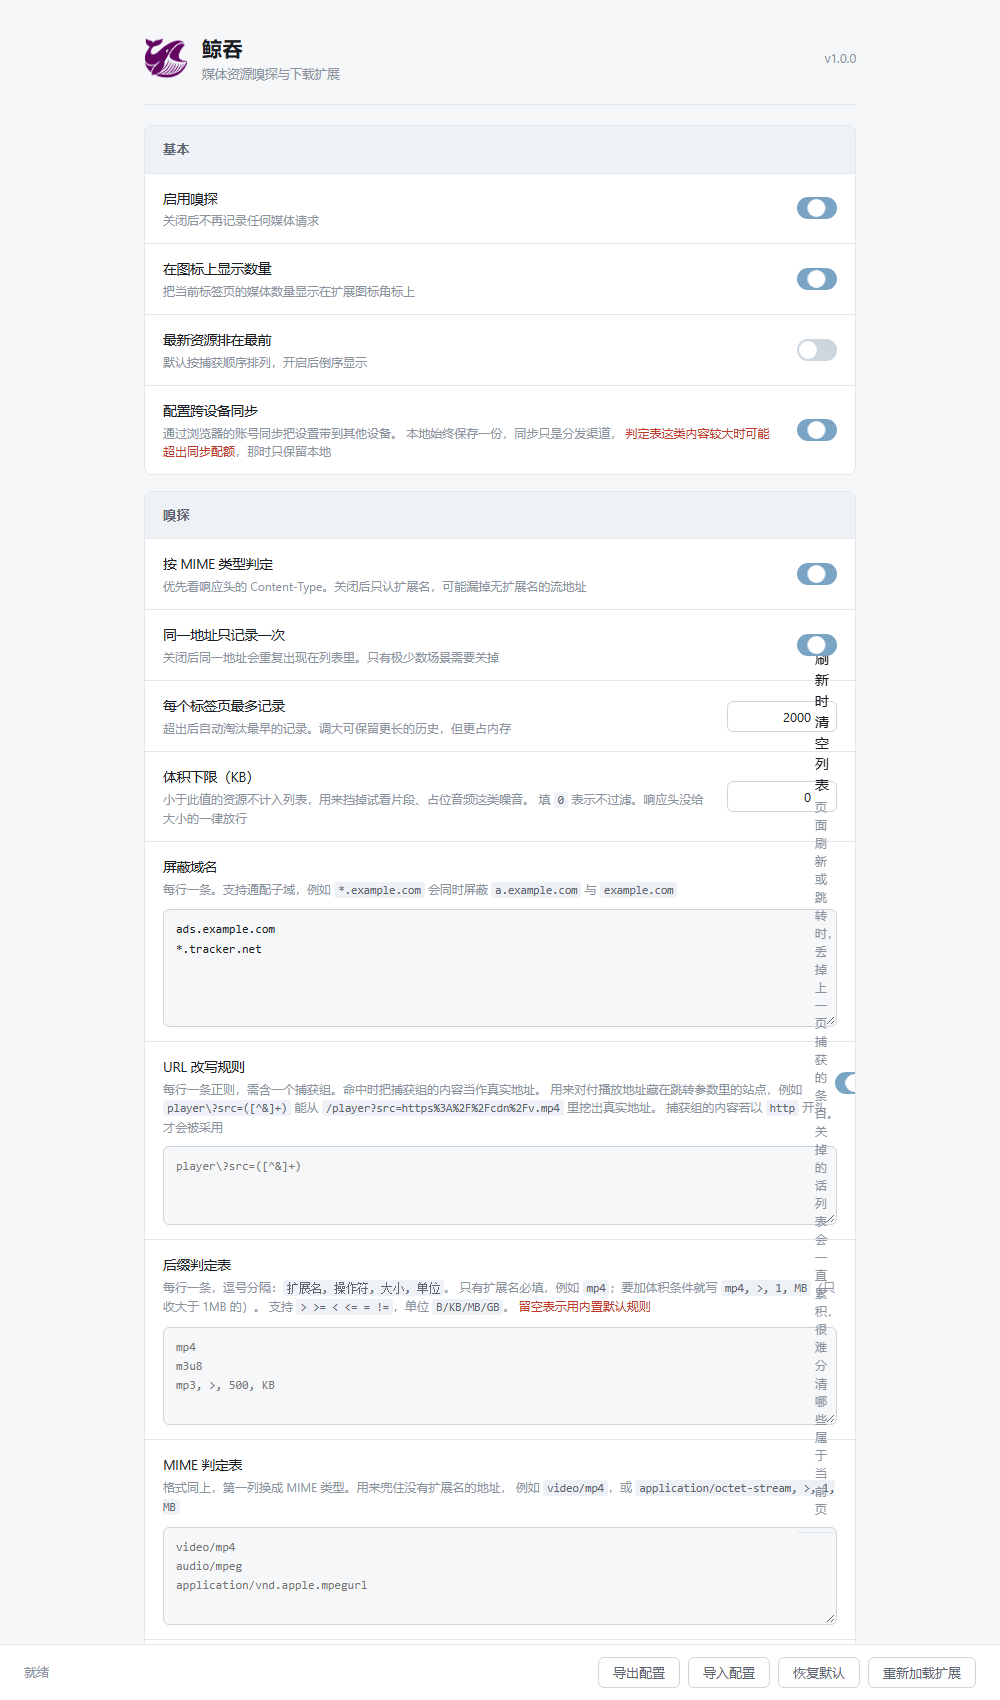 鲸吞
媒体资源嗅探与下载扩展
v1.0.0
基本
启用嗅探
关闭后不再记录任何媒体请求
在图标上显示数量
把当前标签页的媒体数量显示在扩展图标角标上
最新资源排在最前
默认按捕获顺序排列，开启后倒序显示
配置跨设备同步
通过浏览器的账号同步把设置带到其他设备。 本地始终保存一份，同步只是分发渠道， 判定表这类内容较大时可能
超出同步配额，那时只保留本地
嗅探
按 MIME 类型判定
优先看响应头的 Content-Type。关闭后只认扩展名，可能漏掉无扩展名的流地址
同一地址只记录一次
关闭后同一地址会重复出现在列表里。只有极少数场景需要关掉
刷新时清空列表
页面刷新或跳转时，丢掉上一页捕获的条目。关掉的话列表会一直累积，很难分清哪些属于当前页
每个标签页最多记录
超出后自动淘汰最早的记录。调大可保留更长的历史，但更占内存
2000
体积下限（KB）
小于此值的资源不计入列表，用来挡掉试看片段、占位音频这类噪音。 填 0 表示不过滤。响应头没给
大小的一律放行
0
屏蔽域名
每行一条。支持通配子域，例如 *.example.com 会同时屏蔽 a.example.com 与 example.com
ads.example.com
*.tracker.net
URL 改写规则
每行一条正则，需含一个捕获组。命中时把捕获组的内容当作真实地址。 用来对付播放地址藏在跳转参数里的站点，例如
player\?src=([^&]+) 能从 /player?src=https%3A%2F%2Fcdn%2Fv.mp4 里挖出真实地址。 捕获组的内容若以 http 开头
才会被采用
player\?src=([^&]+)
后缀判定表
每行一条，逗号分隔： 扩展名, 操作符, 大小, 单位 。 只有扩展名必填，例如 mp4 ；要加体积条件就写 mp4, >, 1, MB （只
收大于 1MB 的）。 支持 > >= < <= = != ，单位 B/KB/MB/GB 。 留空表示用内置默认规则
mp4
m3u8
mp3, >, 500, KB
MIME 判定表
格式同上，第一列换成 MIME 类型。用来兜住没有扩展名的地址， 例如 video/mp4 ，或 application/octet-stream, >, 1,
MB
video/mp4
audio/mpeg
application/vnd.apple.mpegurl
就绪
导出配置
导入配置
恢复默认
重新加载扩展